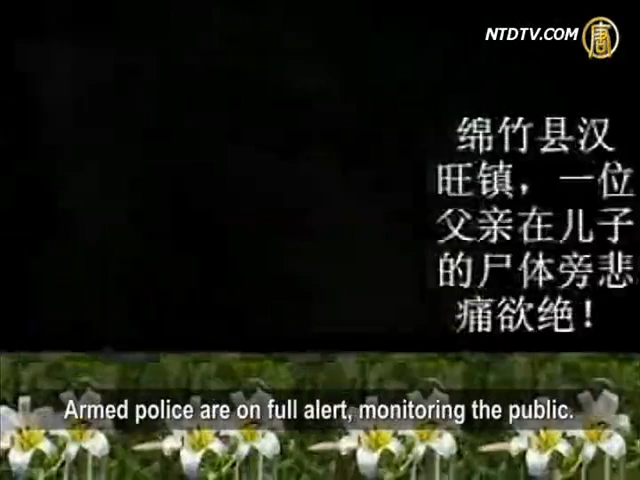 NTDTV.COM
唐
绵竹县汉
旺镇，一位
父亲在儿子
的尸体旁悲
痛欲绝！
Armed police are on full alert, monitoring the public.